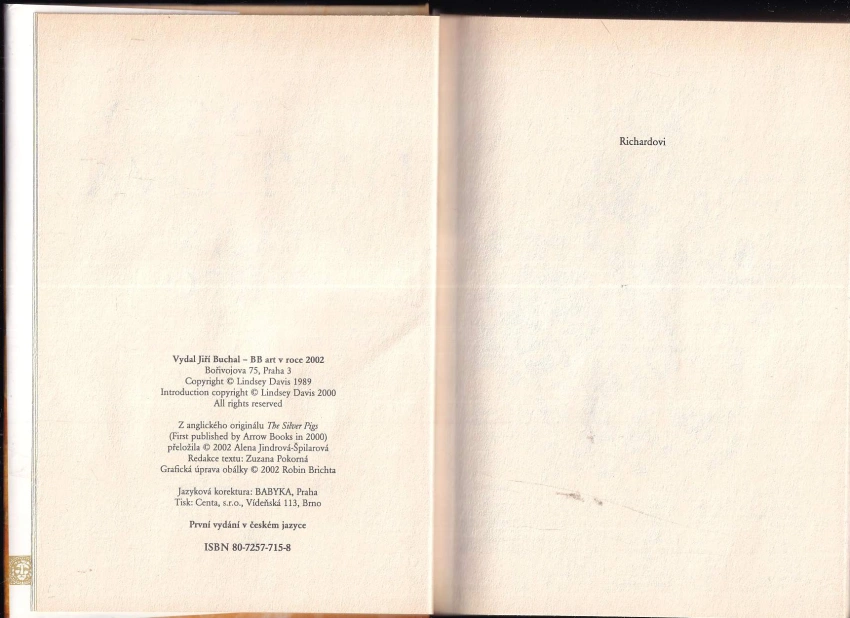 Vydal Jiří Buchal – BB art v roce 2002
Bořivojova 75, Praha 3
Copyright © Lindsey Davis 1989
Introduction copyright © Lindsey Davis 2000
All rights reserved
Z anglického originálu The Silver Pigs
(First published by Arrow Books in 2000)
přeložila © 2002 Alena Jindrová-Špilarová
Redakce textu: Zuzana Pokorná
Grafická úprava obálky © 2002 Robin Brichta
Jazyková korektura: BABYKA, Praha
Tisk: Centa, s.r.o., Vídeňská 113, Brno
První vydání v českém jazyce
ISBN 80-7257-715-8
Richardovi